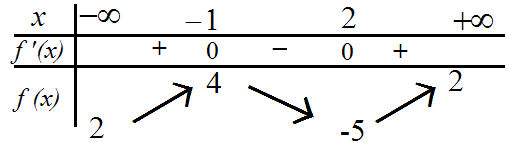 x −∞ −1 2 +∞
f '(x) + 0 − 0 +
4 2
f (x)
2 -5